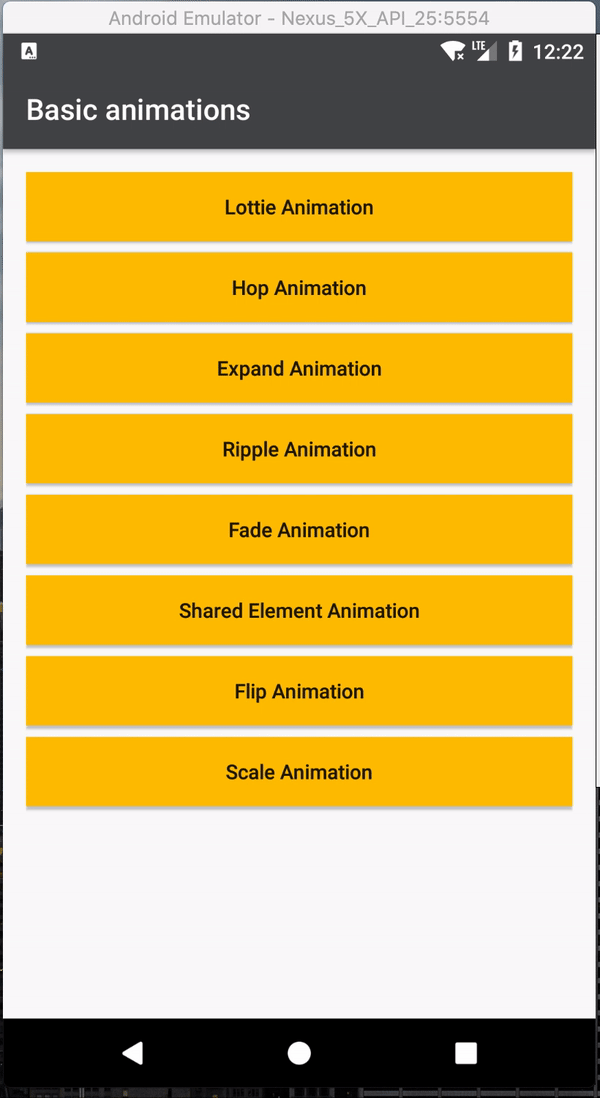 Android Emulator - Nexus_5X_API_25:5554
A
LTE
12:22
Basic animations
Lottie Animation
Hop Animation
Expand Animation
Ripple Animation
Fade Animation
Shared Element Animation
Flip Animation
Scale Animation